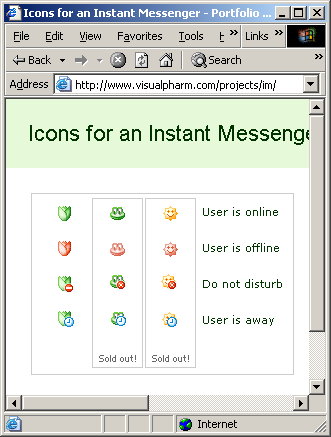 Icons for an Instant Messenger - Portfolio ...
File Edit View Favorites Tools Links »
Back Search »
Address http://www.visualpharm.com/projects/im/
Icons for an Instant Messenge
User is online
User is offline
Do not disturb
User is away
Sold out! Sold out!
Internet